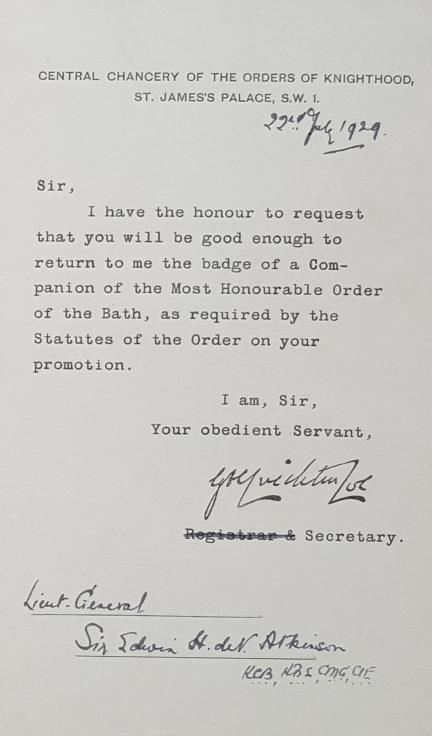 CENTRAL CHANCERY OF THE ORDERS OF KNIGHTHOOD,
ST. JAMES'S PALACE, S.W. 1.
22nd July 1929.
Sir,
I have the honour to request
that you will be good enough to
return to me the badge of a Com-
panion of the Most Honourable Order
of the Bath, as required by the
Statutes of the Order on your
promotion.
I am, Sir,
Your obedient Servant,
Registrar & Secretary.
Lieut-General
Sir Edwin H. deV. Atkinson
KCB, KBE, CMG, CIE